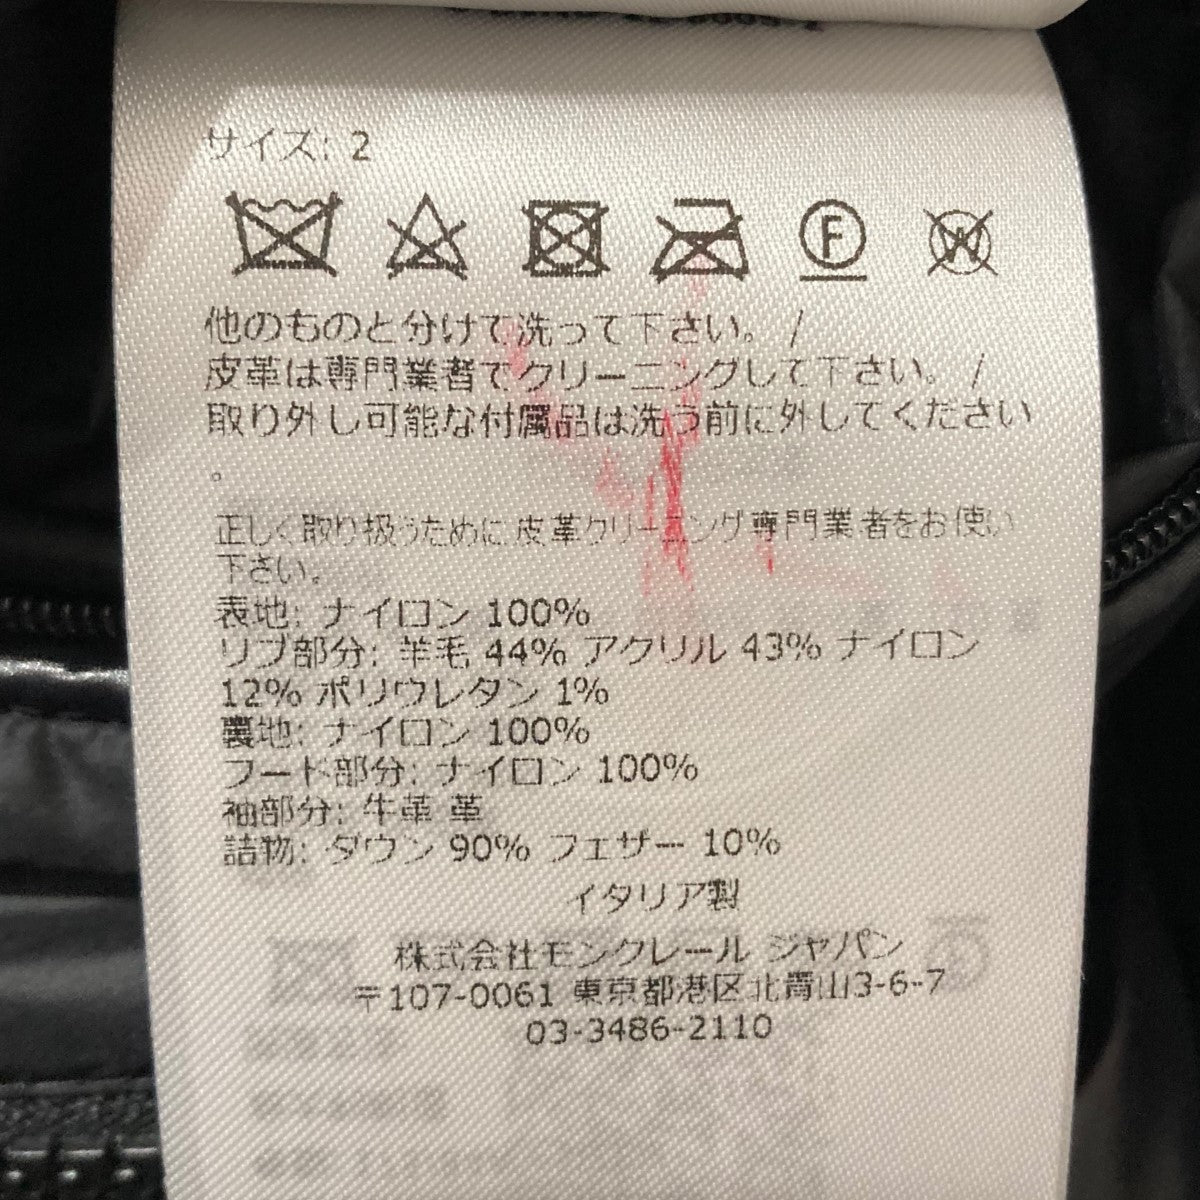 サイズ: 2
F W
他のものと分けて洗って下さい。/
皮革は専門業者でクリーニングして下さい。/
取り外し可能な付属品は洗う前に外してください
。
正しく取り扱うために皮革クリーニング専門業者をお使い
下さい。
表地: ナイロン 100%
リブ部分: 羊毛 44% アクリル 43% ナイロン
12% ポリウレタン 1%
裏地: ナイロン 100%
フード部分: ナイロン 100%
袖部分: 牛革 革
詰物: ダウン 90% フェザー 10%
イタリア製
株式会社モンクレール ジャパン
〒107-0061 東京都港区北青山3-6-7
03-3486-2110